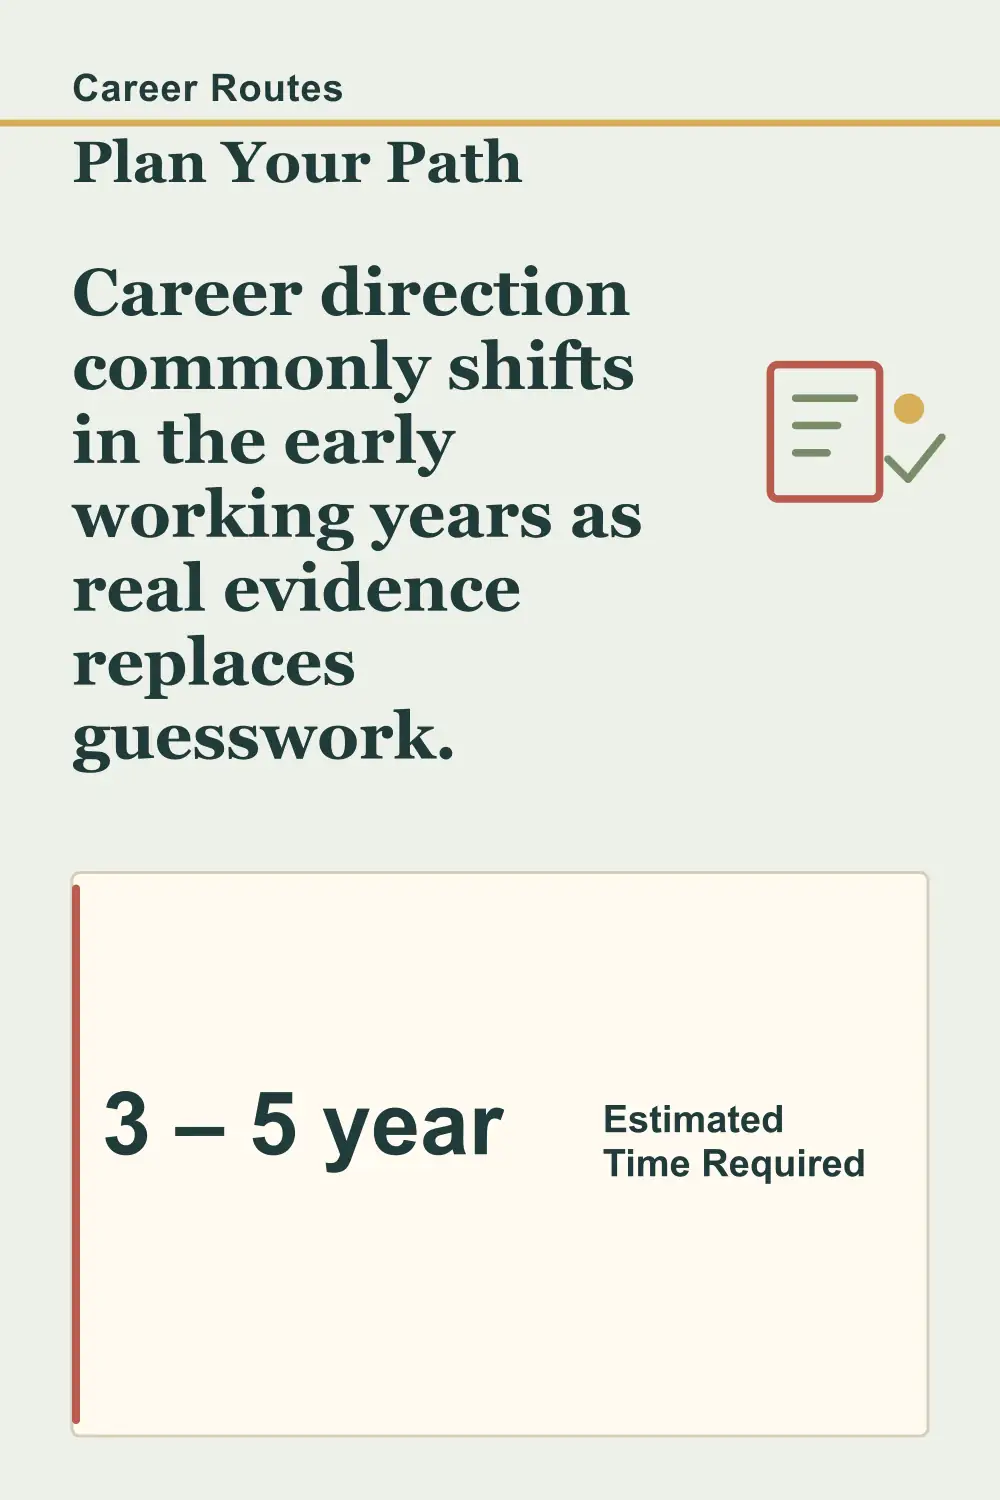 Career Routes
Plan Your Path
Career direction
commonly shifts
in the early
working years as
real evidence
replaces
guesswork.
3 – 5 year
Estimated
Time Required